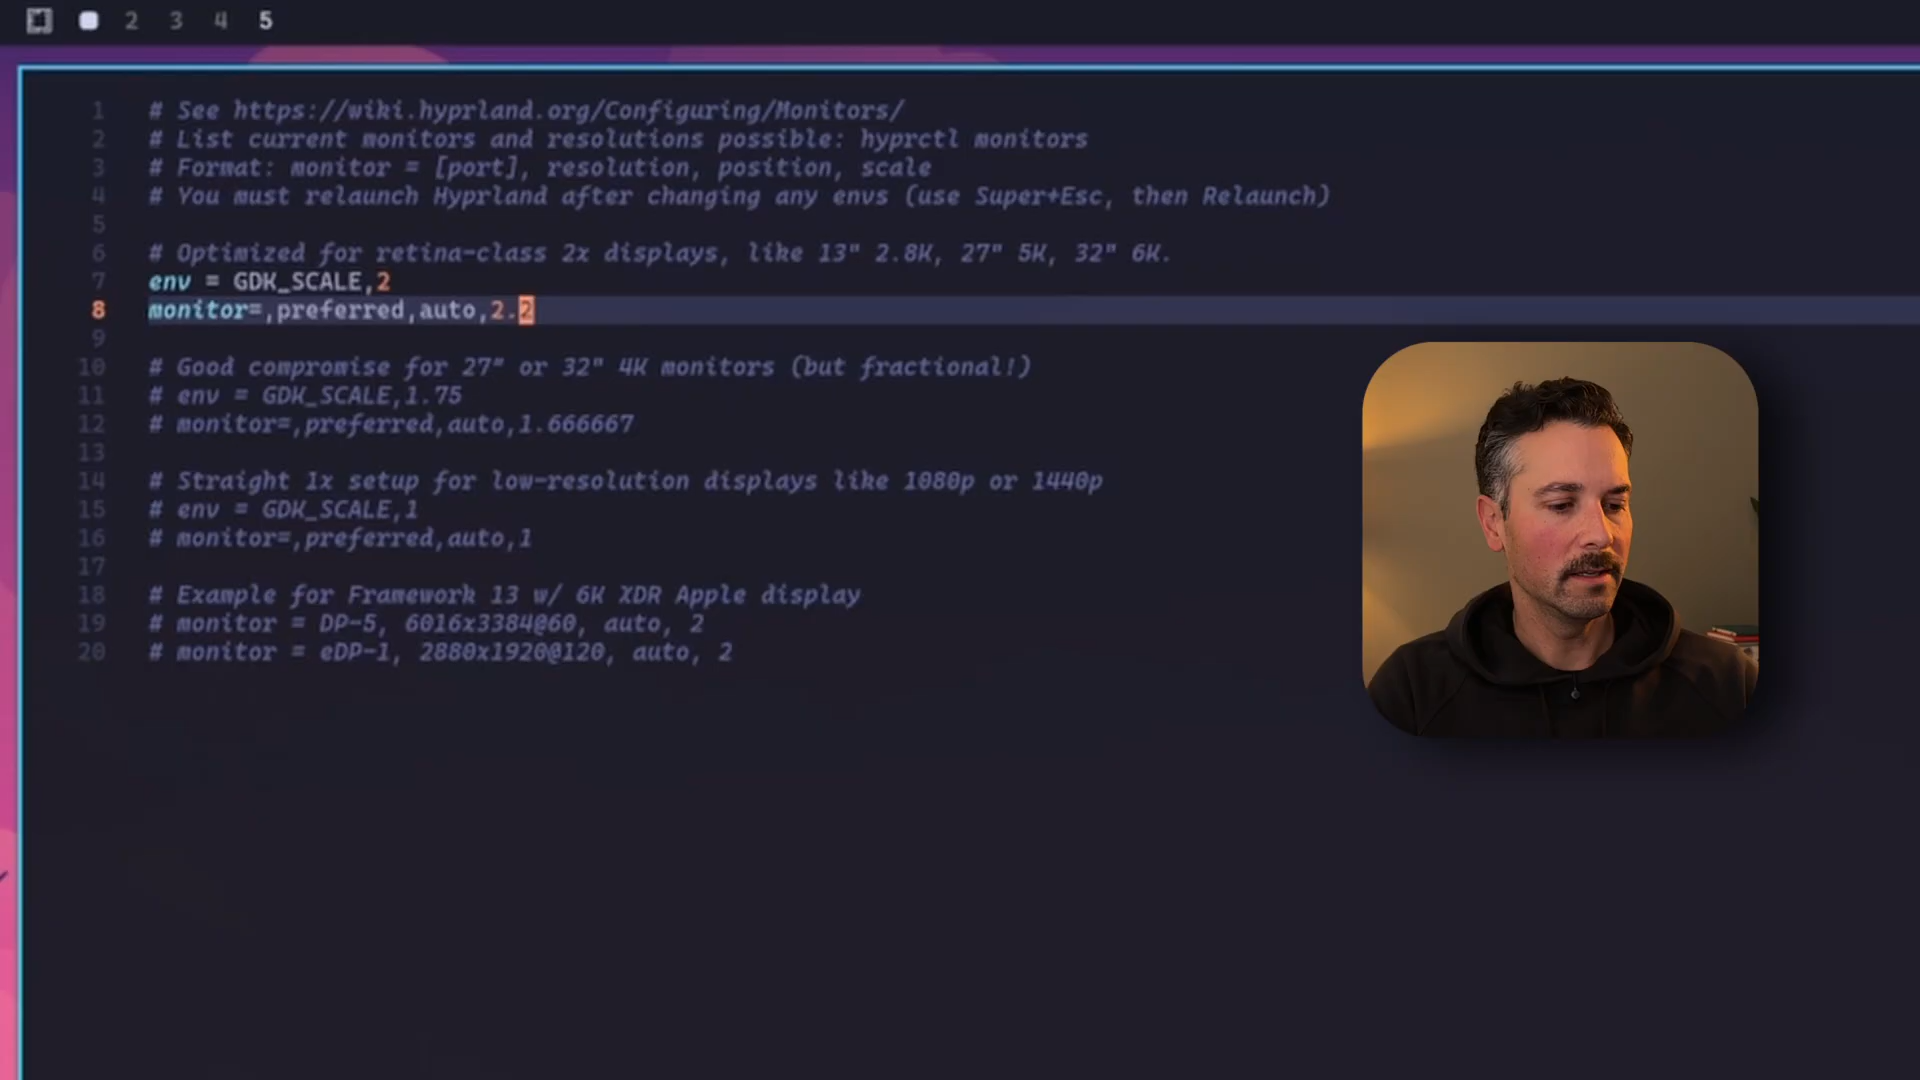 2 3 4 5
1 # See https://wiki.hyprland.org/Configuring/Monitors/
2 # List current monitors and resolutions possible: hyprctl monitors
3 # Format: monitor = [port], resolution, position, scale
4 # You must relaunch Hyprland after changing any envs (use Super+Esc, then Relaunch)
5
6 # Optimized for retina-class 2x displays, like 13" 2.8K, 27" 5K, 32" 6K.
7 env = GDK_SCALE,2
8 monitor=,preferred,auto,2.2
9
10 # Good compromise for 27" or 32" 4K monitors (but fractional!)
11 # env = GDK_SCALE,1.75
12 # monitor=,preferred,auto,1.666667
13
14 # Straight 1x setup for low-resolution displays like 1080p or 1440p
15 # env = GDK_SCALE,1
16 # monitor=,preferred,auto,1
17
18 # Example for Framework 13 w/ 6K XDR Apple display
19 # monitor = DP-5, 6016x3384@60, auto, 2
20 # monitor = eDP-1, 2880x1920@120, auto, 2